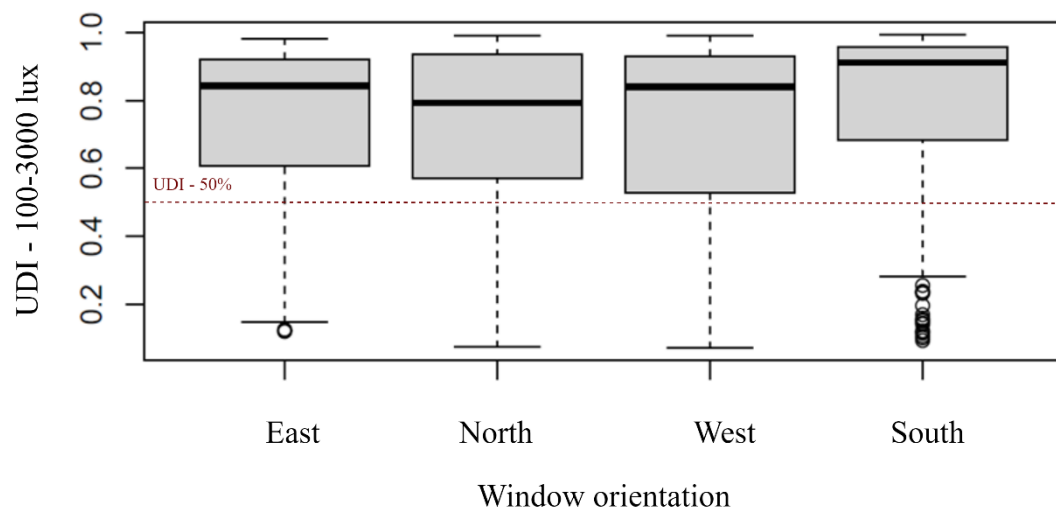 UDI - 100-3000 lux
1.0
0.8
0.6
0.4
0.2
UDI - 50%
East
North
West
South
Window orientation